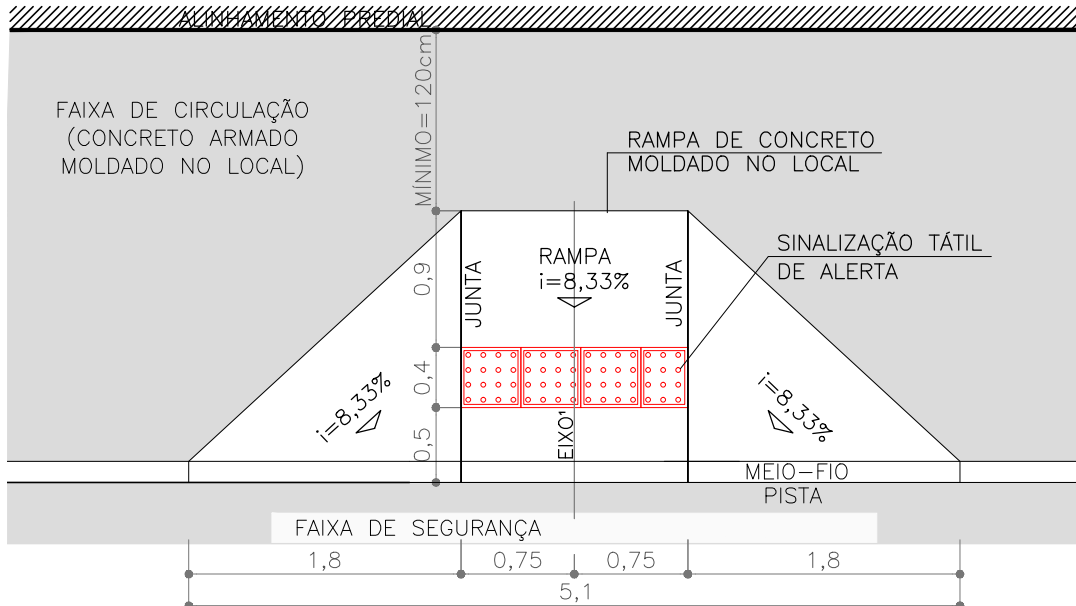 ALINHAMENTO PREDIAL
MÍNIMO=120cm
FAIXA DE CIRCULAÇÃO
(CONCRETO ARMADO
MOLDADO NO LOCAL)
RAMPA DE CONCRETO
MOLDADO NO LOCAL
SINALIZAÇÃO TÁTIL
DE ALERTA
RAMPA
i=8,33%
JUNTA
JUNTA
0,9
0,4
0,5
i=8,33%
i=8,33%
EIXO¹
MEIO-FIO
PISTA
FAIXA DE SEGURANÇA
1,8
0,75
0,75
1,8
5,1